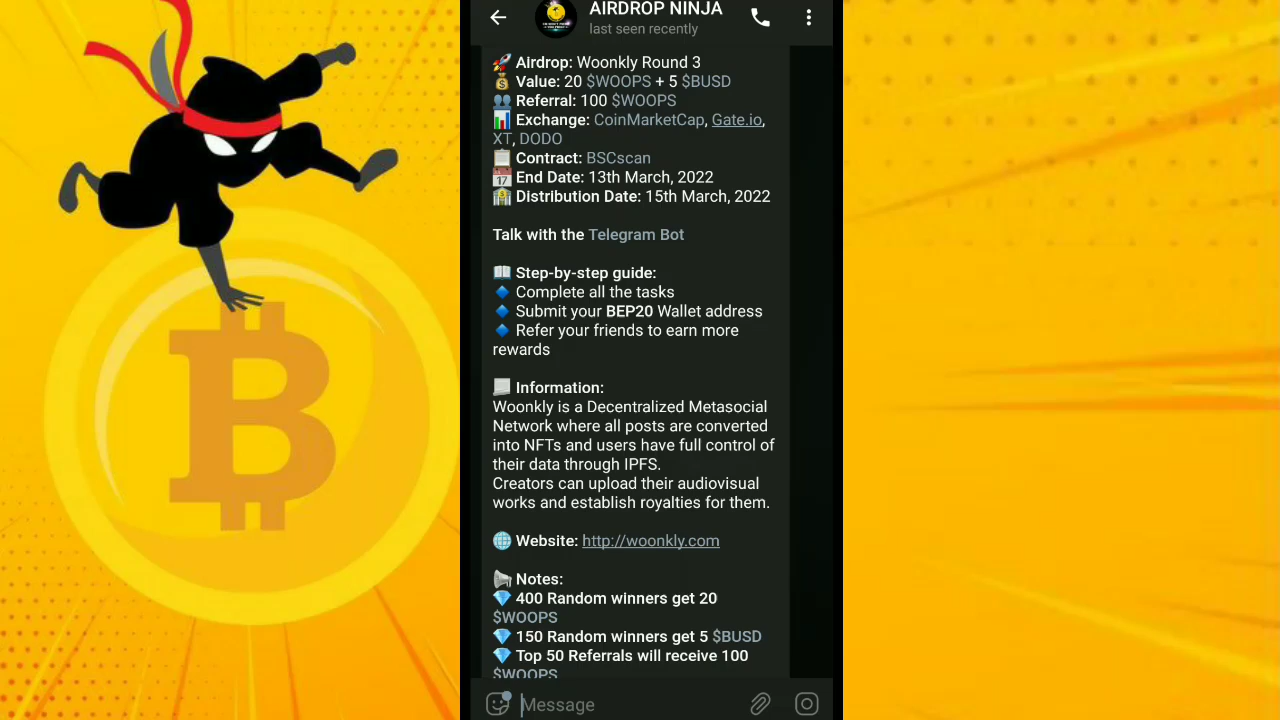 AIRDROP NINJA
last seen recently
🚀 Airdrop: Woonkly Round 3
💰 Value: 20 $WOOPS + 5 $BUSD
👥 Referral: 100 $WOOPS
📊 Exchange: CoinMarketCap, Gate.io,
XT, DODO
📋 Contract: BSCscan
📅 End Date: 13th March, 2022
🏦 Distribution Date: 15th March, 2022
Talk with the Telegram Bot
📖 Step-by-step guide:
🔹 Complete all the tasks
🔹 Submit your BEP20 Wallet address
🔹 Refer your friends to earn more
rewards
📃 Information:
Woonkly is a Decentralized Metasocial
Network where all posts are converted
into NFTs and users have full control of
their data through IPFS.
Creators can upload their audiovisual
works and establish royalties for them.
🌐 Website: http://woonkly.com
📢 Notes:
💎 400 Random winners get 20
$WOOPS
💎 150 Random winners get 5 $BUSD
💎 Top 50 Referrals will receive 100
$WOOPS
Message